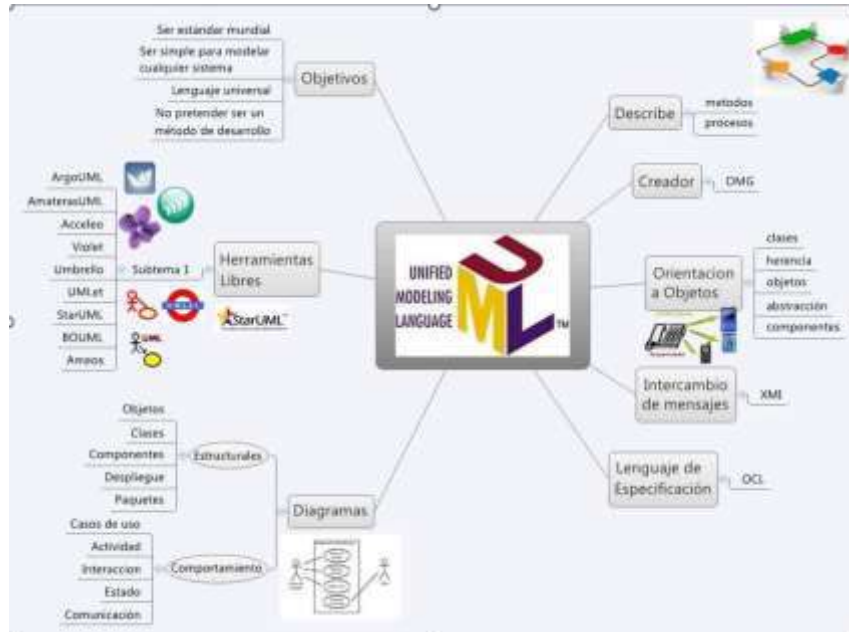 Ser estándar mundial
Ser simple para modelar
cualquier sistema
Lenguaje universal
No pretender ser un
método de desarrollo
Objetivos
Describe
metodos
procesos
Creador
OMG
ArgoUML
AmaterasUML
Acceleo
Violet
Umbrello
UMLet
StarUML
BOUML
Subtema 1
Herramientas
Libres
StarUML™
UML
UNIFIED
MODELING
LANGUAGE
UML
TM
Orientacion
a Objetos
clases
herencia
objetos
abstracción
componentes
Intercambio
de mensajes
XMI
Lenguaje de
Especificación
OCL
Diagramas
Estructurales
Objetos
Clases
Componentes
Despliegue
Paquetes
Comportamiento
Casos de uso
Actividad
Interaccion
Estado
Comunicación